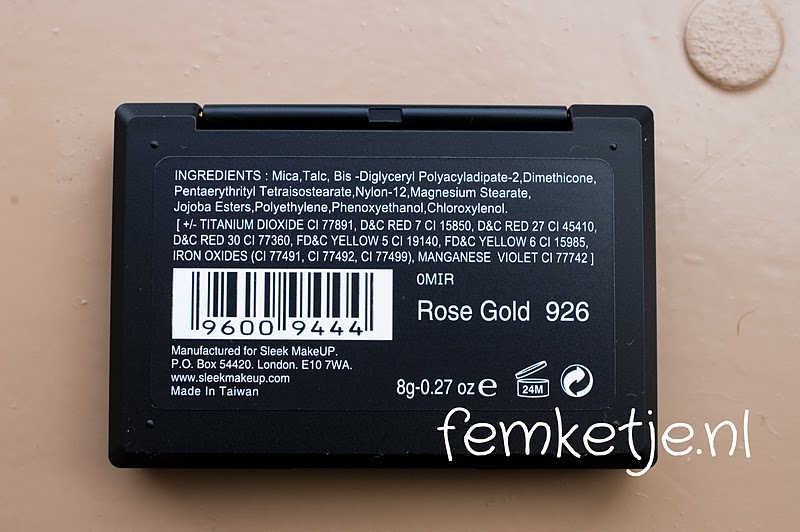 INGREDIENTS : Mica,Talc, Bis -Diglyceryl Polyacyladipate-2,Dimethicone,
Pentaerythrityl Tetraisostearate,Nylon-12,Magnesium Stearate,
Jojoba Esters,Polyethylene,Phenoxyethanol,Chloroxylenol.
[ +/- TITANIUM DIOXIDE CI 77891, D&C RED 7 CI 15850, D&C RED 27 CI 45410,
D&C RED 30 CI 77360, FD&C YELLOW 5 CI 19140, FD&C YELLOW 6 CI 15985,
IRON OXIDES (CI 77491, CI 77492, CI 77499), MANGANESE VIOLET CI 77742 ]
9600 9444
0MIR
Rose Gold 926
Manufactured for Sleek MakeUP.
P.O. Box 54420. London. E10 7WA.
www.sleekmakeup.com
Made In Taiwan
8g-0.27 oz e
24M
femketje.nl